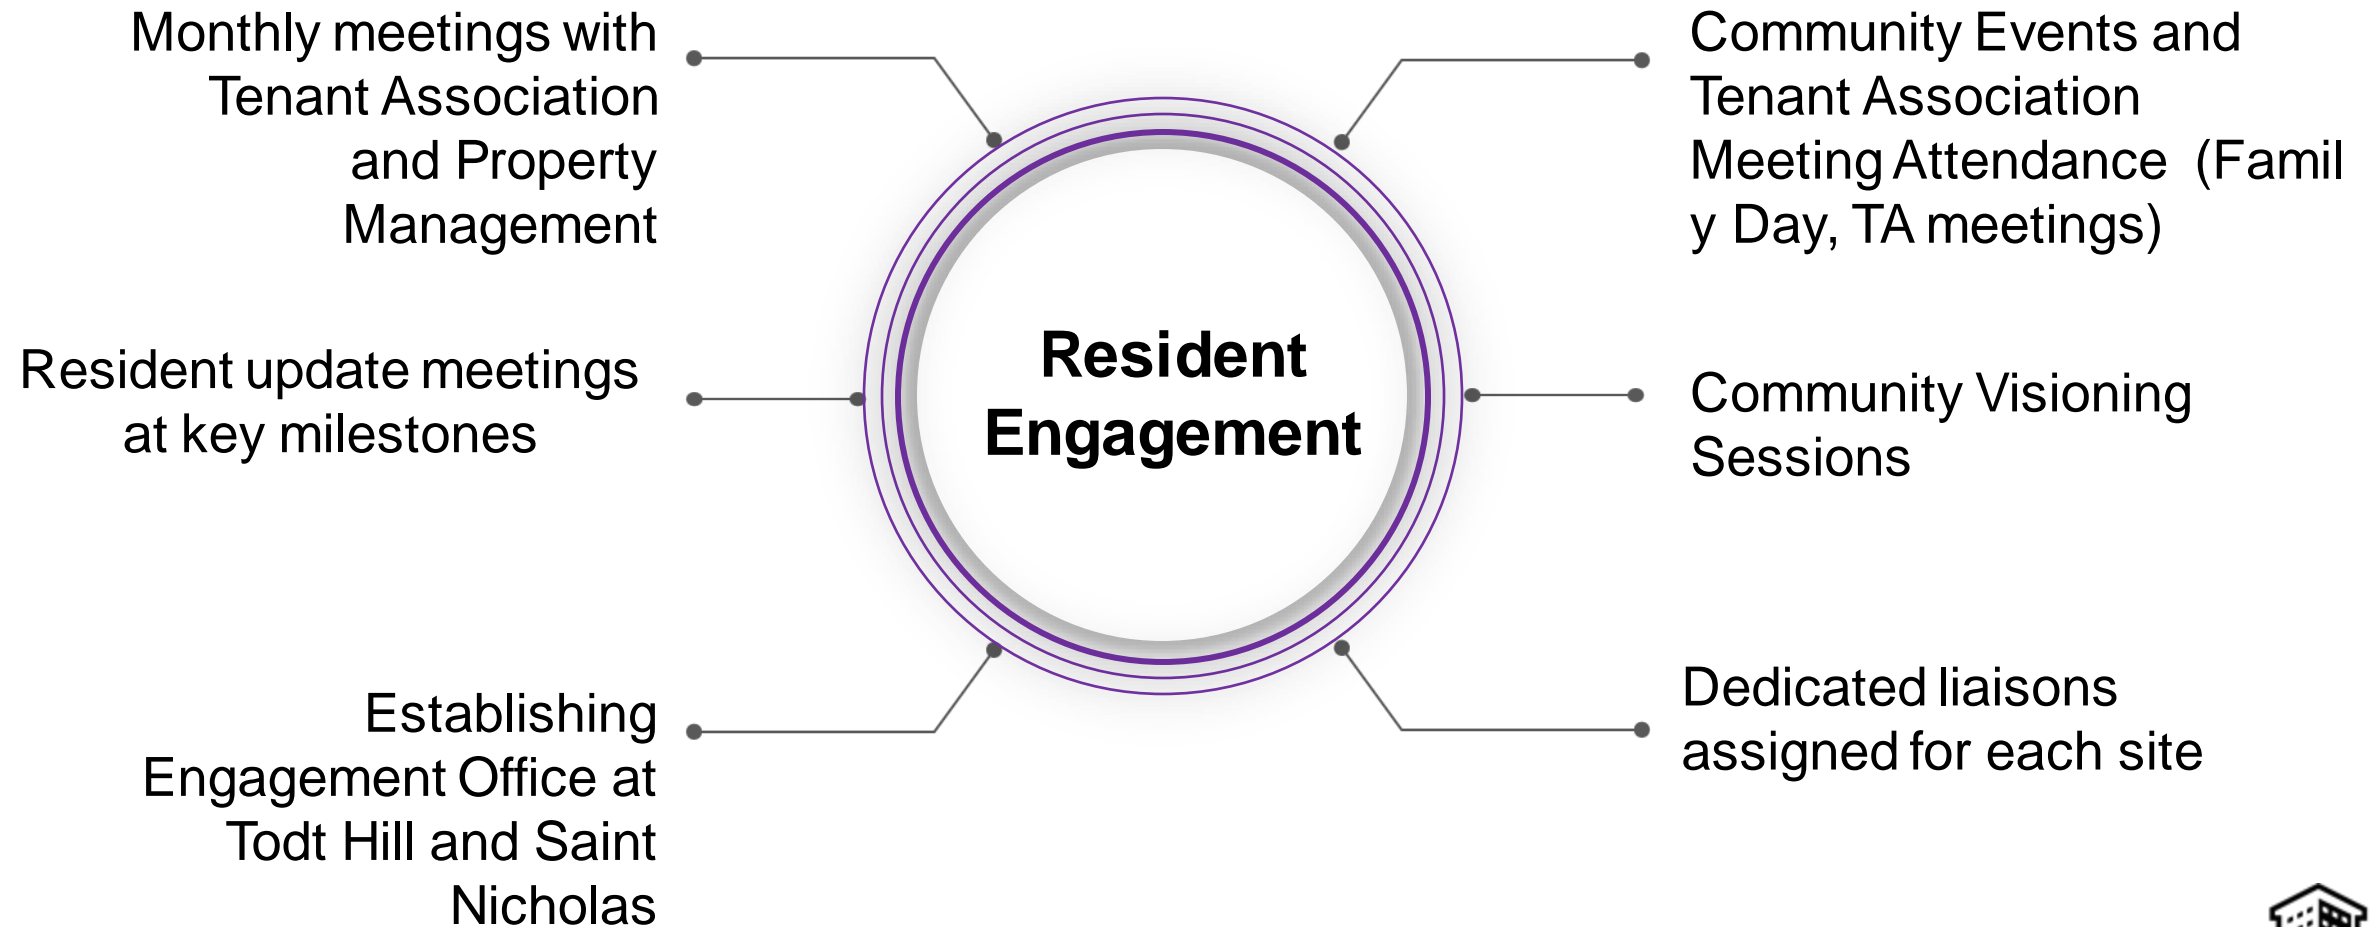 Monthly meetings with
Tenant Association
and Property
Management
Resident update meetings
at key milestones
Establishing
Engagement Office at
Todt Hill and Saint
Nicholas
Resident
Engagement
Community Events and
Tenant Association
Meeting Attendance  (Famil
y Day, TA meetings)
Community Visioning
Sessions
Dedicated liaisons
assigned for each site